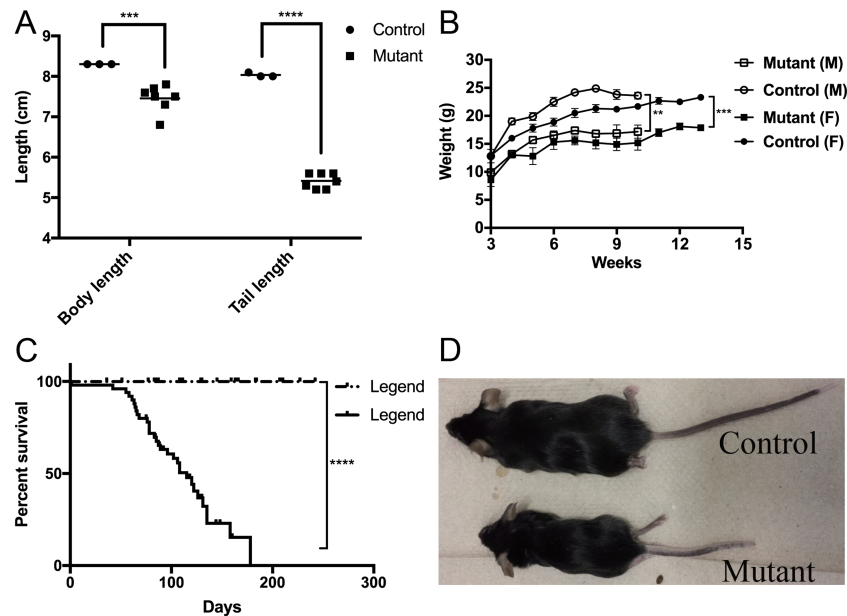 A
***
****
Control
Mutant
9
8
7
6
5
4
Length (cm)
Body length
Tail length
B
30
25
20
15
10
5
0
Weight (g)
3
6
9
12
15
Weeks
**
***
Mutant (M)
Control (M)
Mutant (F)
Control (F)
C
100
50
0
Percent survival
0
100
200
300
Days
Legend
Legend
****
D
Control
Mutant